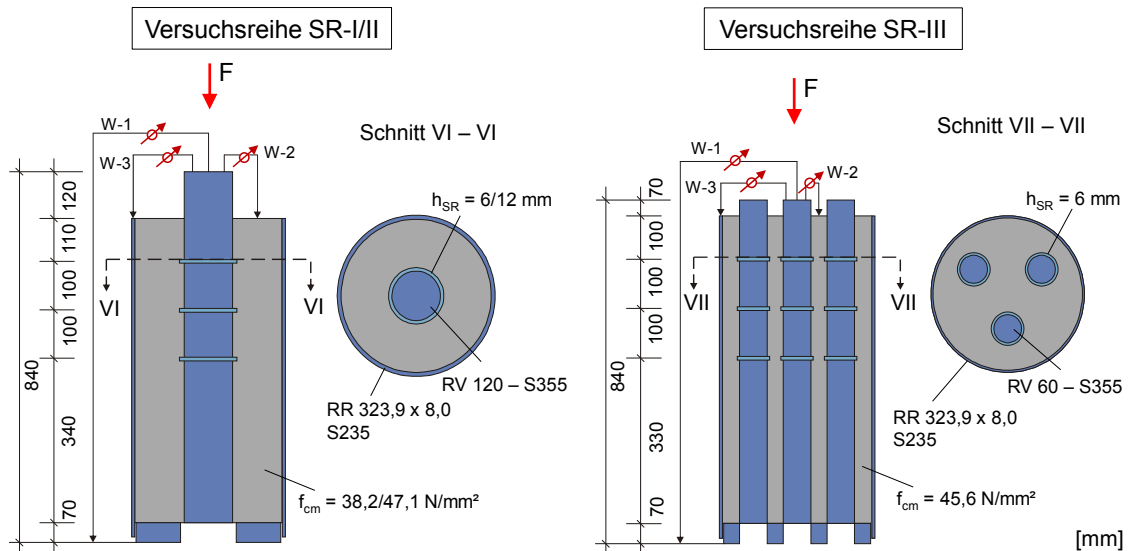 Versuchsreihe SR-I/II
F
W-1
W-3
W-2
120
110
100
100
340
70
840
VI
VI
Schnitt VI – VI
h_SR = 6/12 mm
RV 120 – S355
RR 323,9 x 8,0
S235
f_cm = 38,2/47,1 N/mm²
Versuchsreihe SR-III
F
W-1
W-3
W-2
70
100
100
100
330
70
840
VII
VII
Schnitt VII – VII
h_SR = 6 mm
RV 60 – S355
RR 323,9 x 8,0
S235
f_cm = 45,6 N/mm²
[mm]